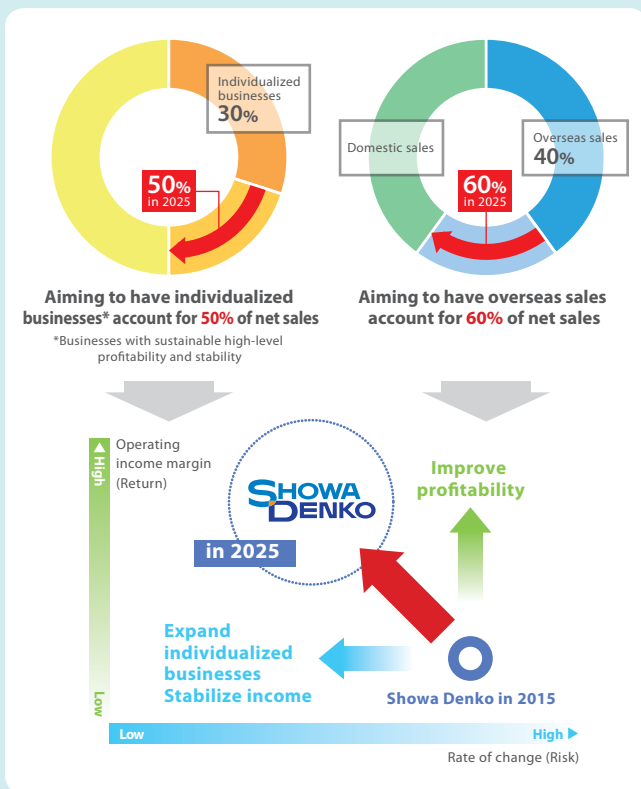 Individualized
businesses
30%
50%
in 2025
Aiming to have individualized
businesses* account for 50% of net sales
*Businesses with sustainable high-level
profitability and stability
Domestic sales
Overseas sales
40%
60%
in 2025
Aiming to have overseas sales
account for 60% of net sales
High
Operating
income margin
(Return)
SHOWA
DENKO
in 2025
Improve
profitability
Expand
individualized
businesses
Stabilize income
Showa Denko in 2015
Low
Low
High
Rate of change (Risk)